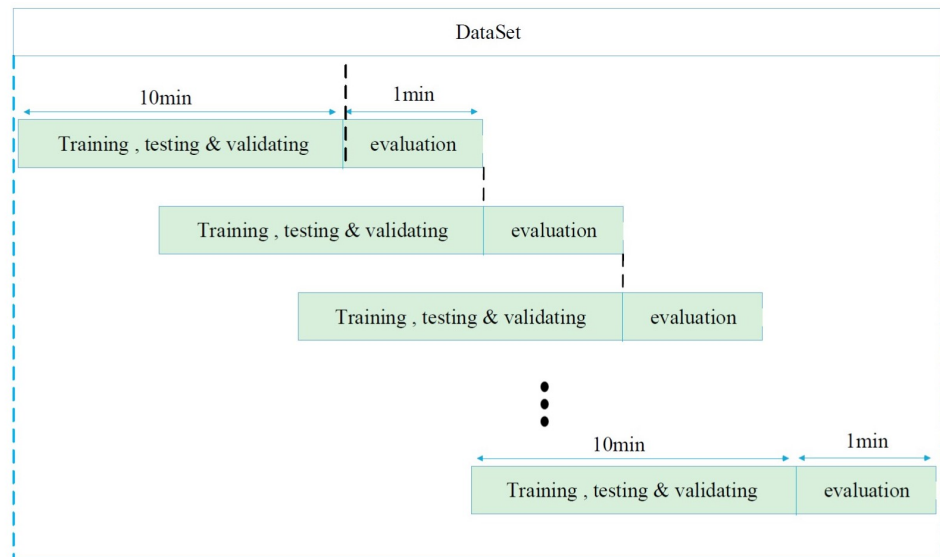 DataSet
10min 1min
Training , testing & validating evaluation
Training , testing & validating evaluation
Training , testing & validating evaluation
10min 1min
Training , testing & validating evaluation